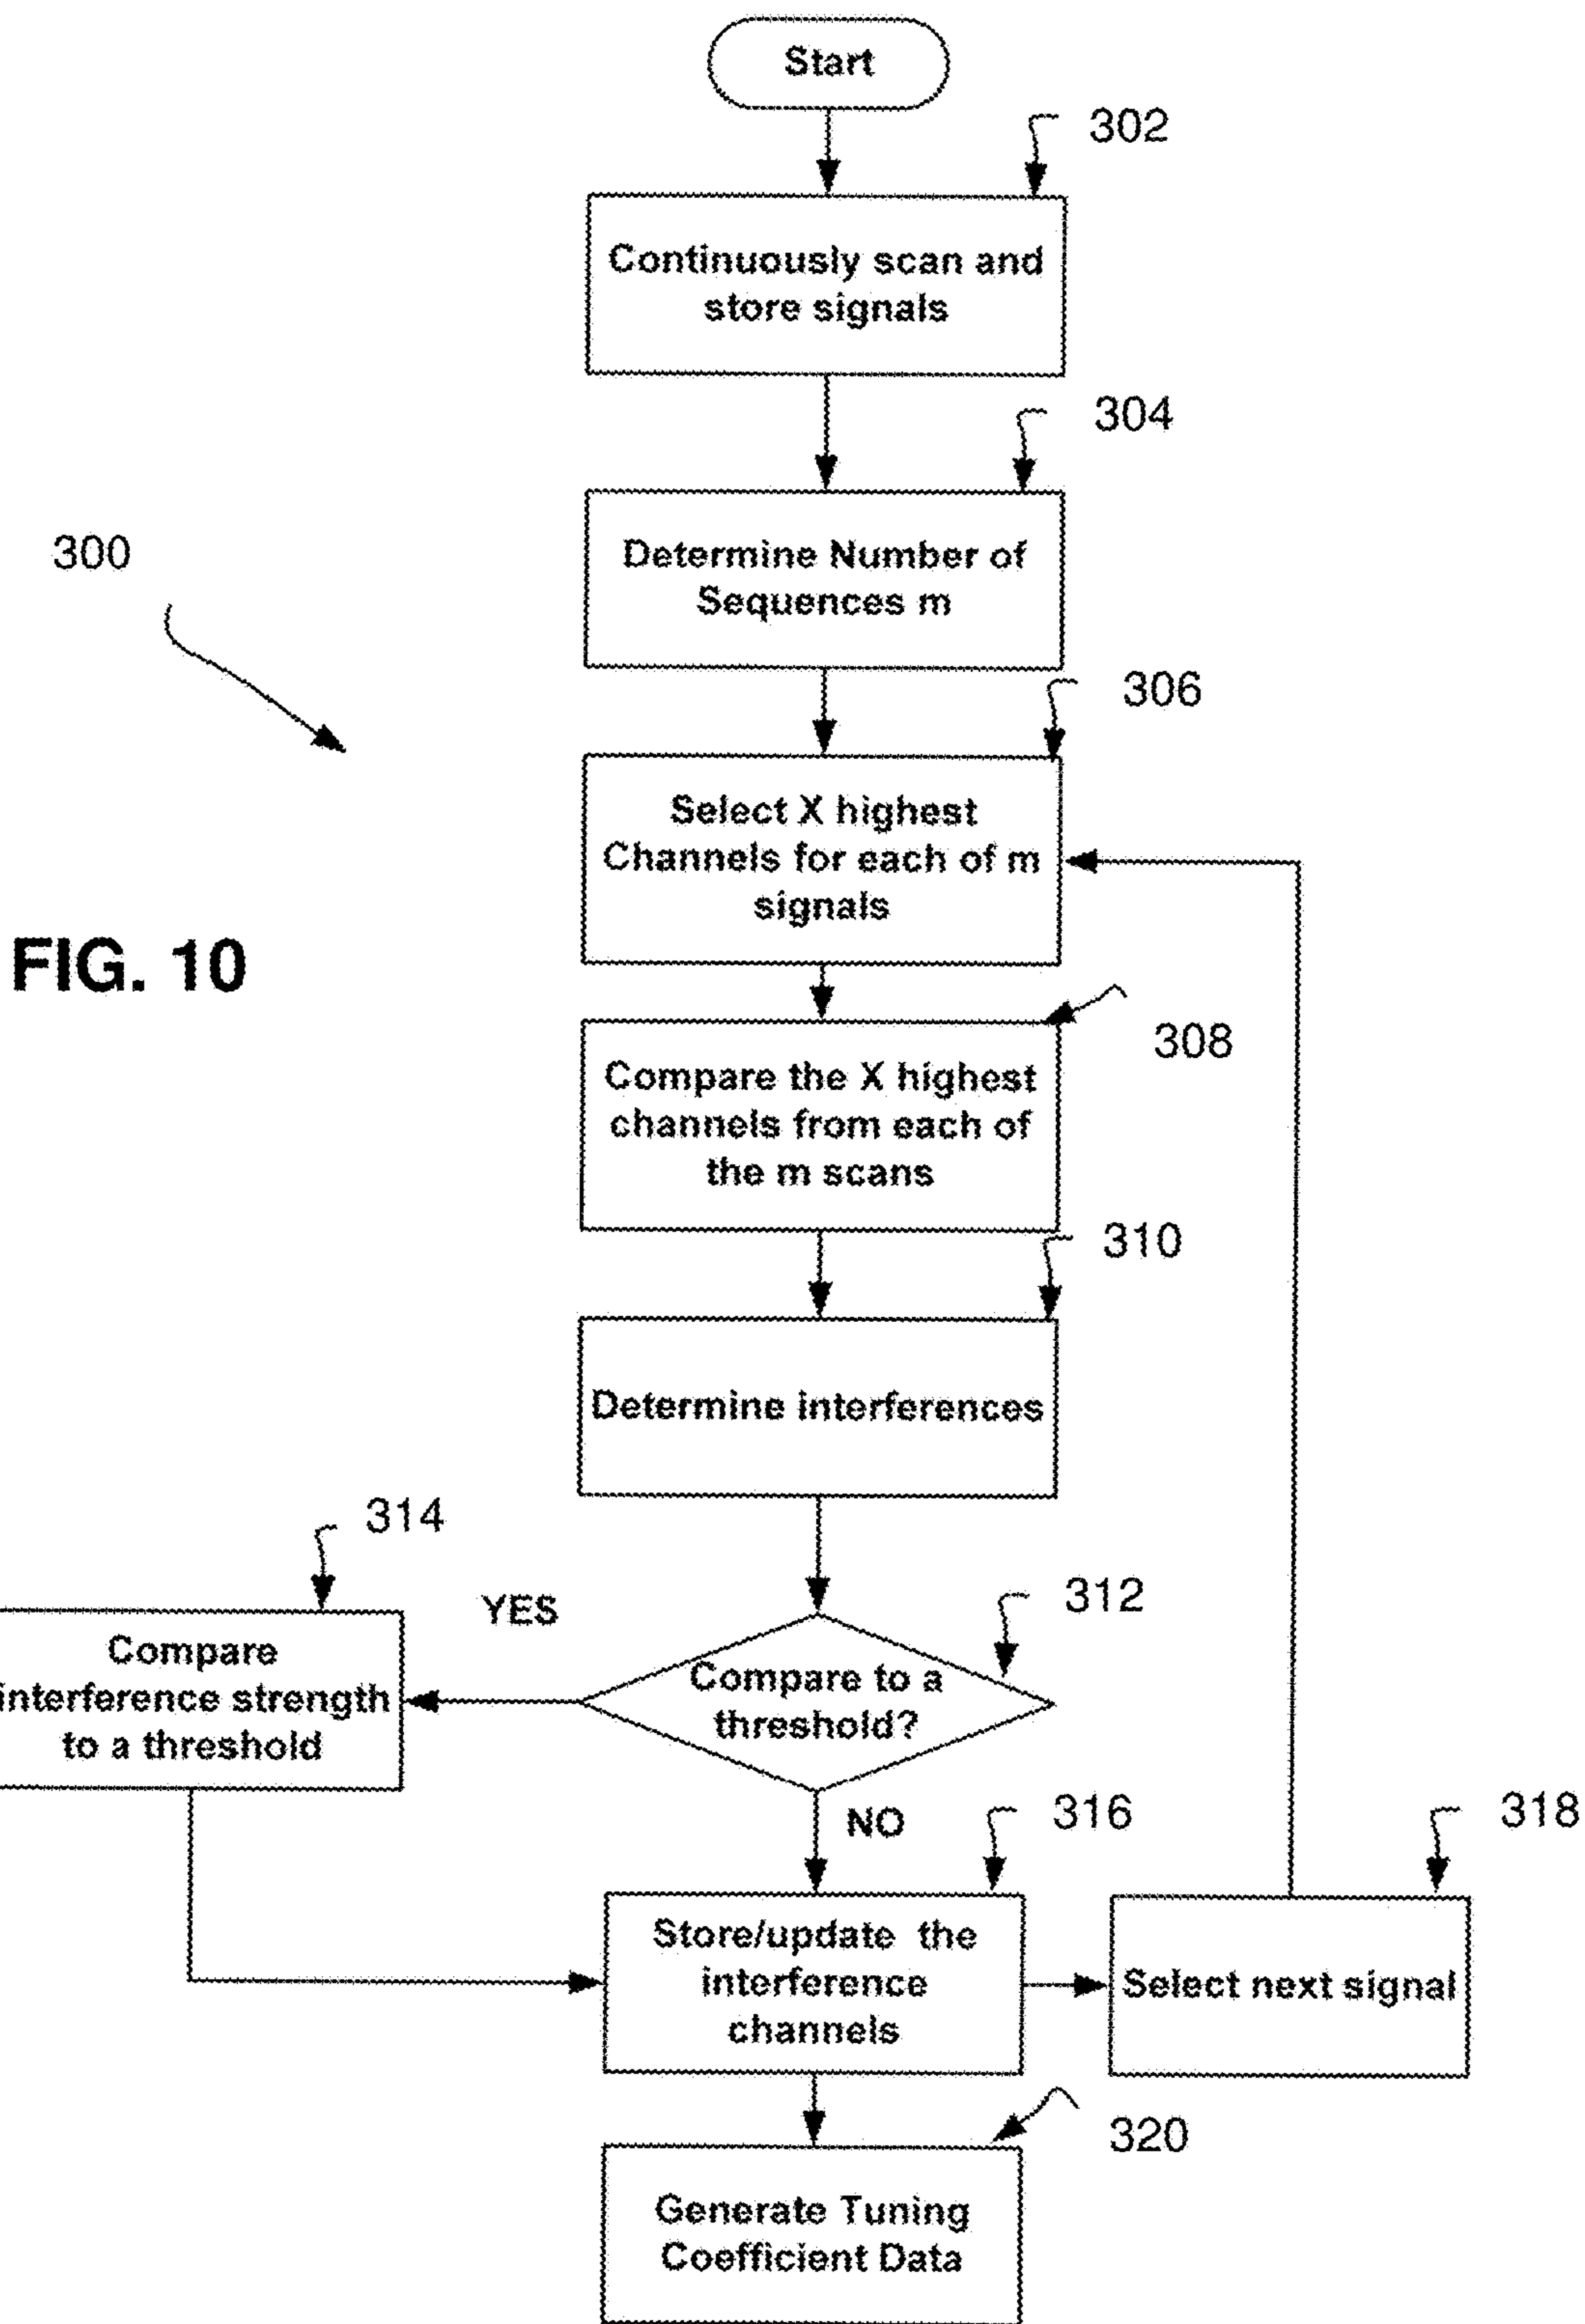 Start
302
Continuously scan and
store signals
304
Determine Number of
Sequences m
300
306
Select X highest
Channels for each of m
signals
FIG. 10
308
Compare the X highest
channels from each of
the m scans
310
Determine interferences
314
YES
312
Compare
interference strength
to a threshold
Compare to a
threshold?
NO
316
318
Store/update the
interference
channels
Select next signal
320
Generate Tuning
Coefficient Data